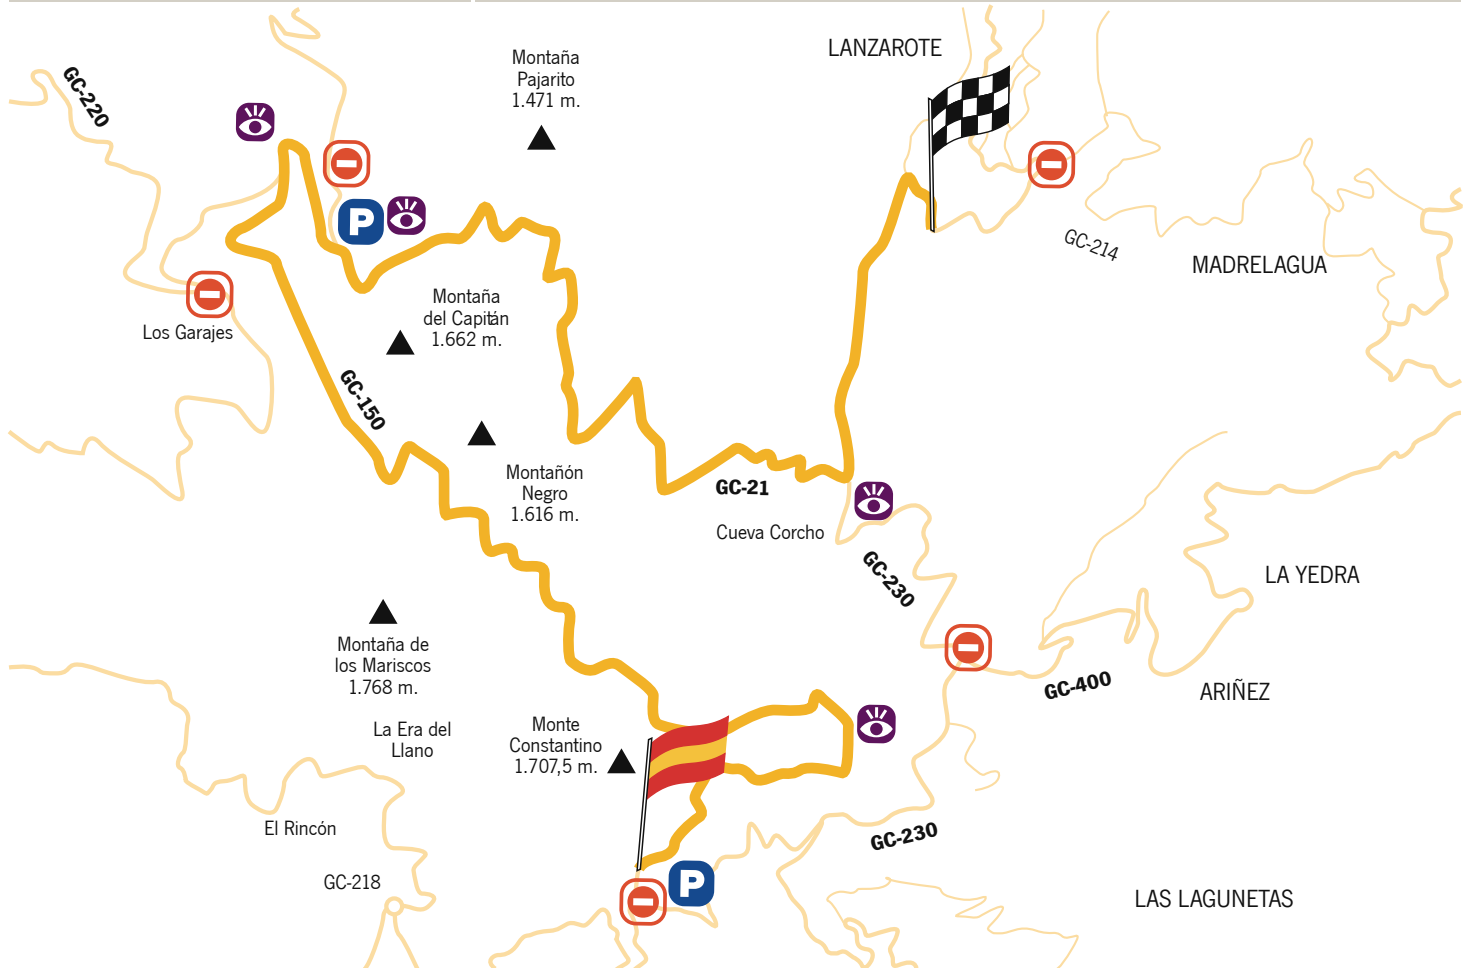 LANZAROTE
Montaña
Pajarito
1.471 m.
GC-220
P
GC-214
MADRELAGUA
Montaña
del Capitán
1.662 m.
Los Garajes
GC-150
Montañón
Negro
1.616 m.
GC-21
Cueva Corcho
GC-230
LA YEDRA
Montaña de
los Mariscos
1.768 m.
GC-400
ARIÑEZ
La Era del
Llano
Monte
Constantino
1.707,5 m.
El Rincón
GC-230
GC-218
P
LAS LAGUNETAS